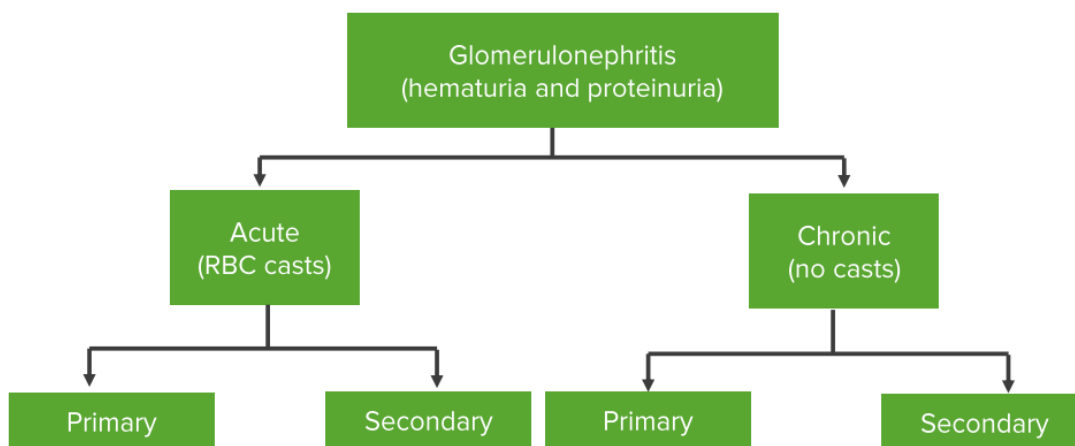 Glomerulonephritis
(hematuria and proteinuria)
Acute
(RBC casts)
Chronic
(no casts)
Primary
Secondary
Primary
Secondary